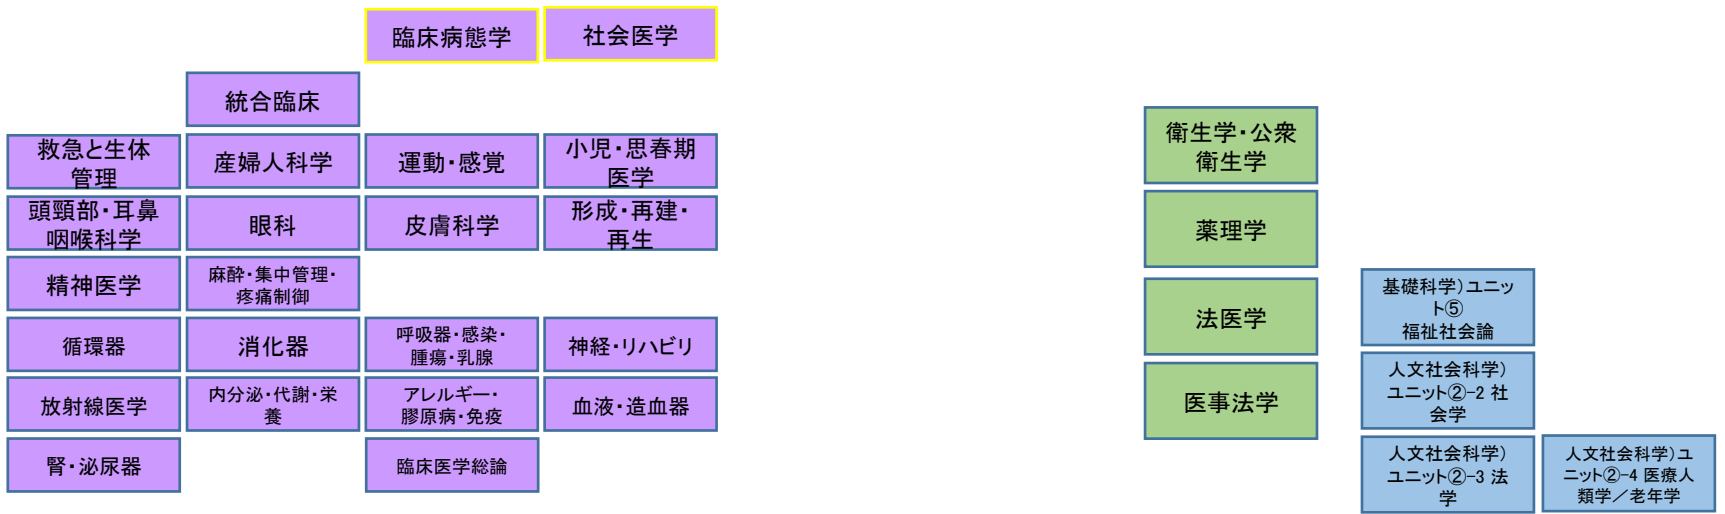 臨床病態学
社会医学
統合臨床
救急と生体
管理
産婦人科学
運動・感覚
小児・思春期
医学
頭頸部・耳鼻
咽喉科学
眼科
皮膚科学
形成・再建・
再生
精神医学
麻酔・集中管理・
疼痛制御
循環器
消化器
呼吸器・感染・
腫瘍・乳腺
神経・リハビリ
放射線医学
内分泌・代謝・栄
養
アレルギー・
膠原病・免疫
血液・造血器
腎・泌尿器
臨床医学総論
衛生学・公衆
衛生学
薬理学
法医学
医事法学
基礎科学)ユニッ
ト⑤
福祉社会論
人文社会科学)
ユニット②-2 社
会学
人文社会科学)
ユニット②-3 法
学
人文社会科学)ユ
ニット②-4 医療人
類学／老年学